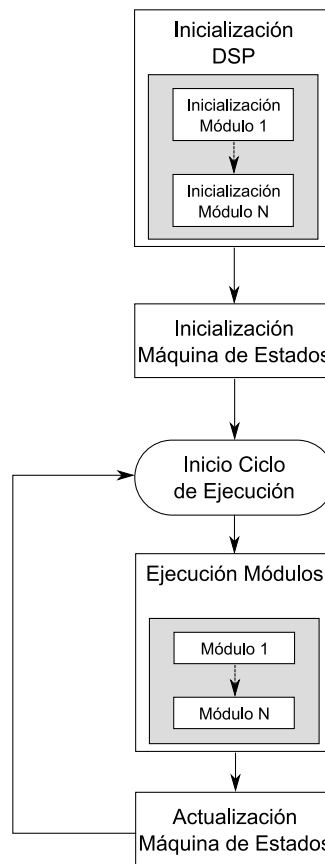 Inicialización
DSP
Inicialización
Módulo 1
Inicialización
Módulo N
Inicialización
Máquina de Estados
Inicio Ciclo
de Ejecución
Ejecución Módulos
Módulo 1
Módulo N
Actualización
Máquina de Estados